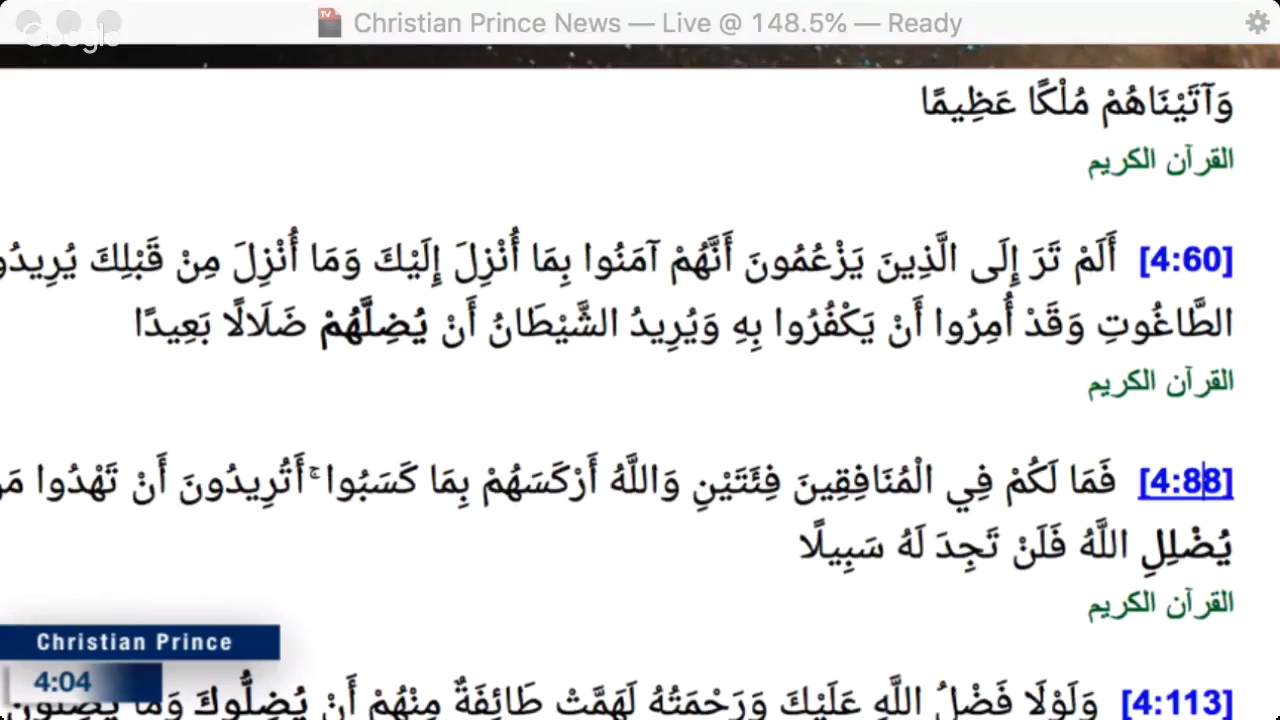 Christian Prince News — Live @ 148.5% — Ready
Google
وَآتَيْنَاهُمْ مُلْكًا عَظِيمًا
القرآن الكريم
[4:60] أَلَمْ تَرَ إِلَى الَّذِينَ يَزْعُمُونَ أَنَّهُمْ آمَنُوا بِمَا أُنْزِلَ إِلَيْكَ وَمَا أُنْزِلَ مِنْ قَبْلِكَ
الطَّاغُوتِ وَقَدْ أُمِرُوا أَنْ يَكْفُرُوا بِهِ وَيُرِيدُ الشَّيْطَانُ أَنْ يُضِلَّهُمْ ضَلَالًا بَعِيدًا
القرآن الكريم
[4:88] فَمَا لَكُمْ فِي الْمُنَافِقِينَ فِئَتَيْنِ وَاللَّهُ أَرْكَسَهُمْ بِمَا كَسَبُوا ۚ أَتُرِيدُونَ أَنْ تَهْدُوا
يُضْلِلِ اللَّهُ فَلَنْ تَجِدَ لَهُ سَبِيلًا
القرآن الكريم
[4:113] وَلَوْلَا فَضْلُ اللَّهِ عَلَيْكَ وَرَحْمَتُهُ لَهَمَّتْ طَائِفَةٌ مِنْهُمْ أَنْ يُضِلُّوكَ وَمَا يُضِلُّونَ
Christian Prince
4:04